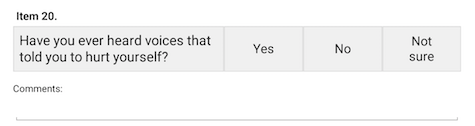 Item 20.
Have you ever heard voices that
told you to hurt yourself?
Yes
No
Not
sure
Comments: